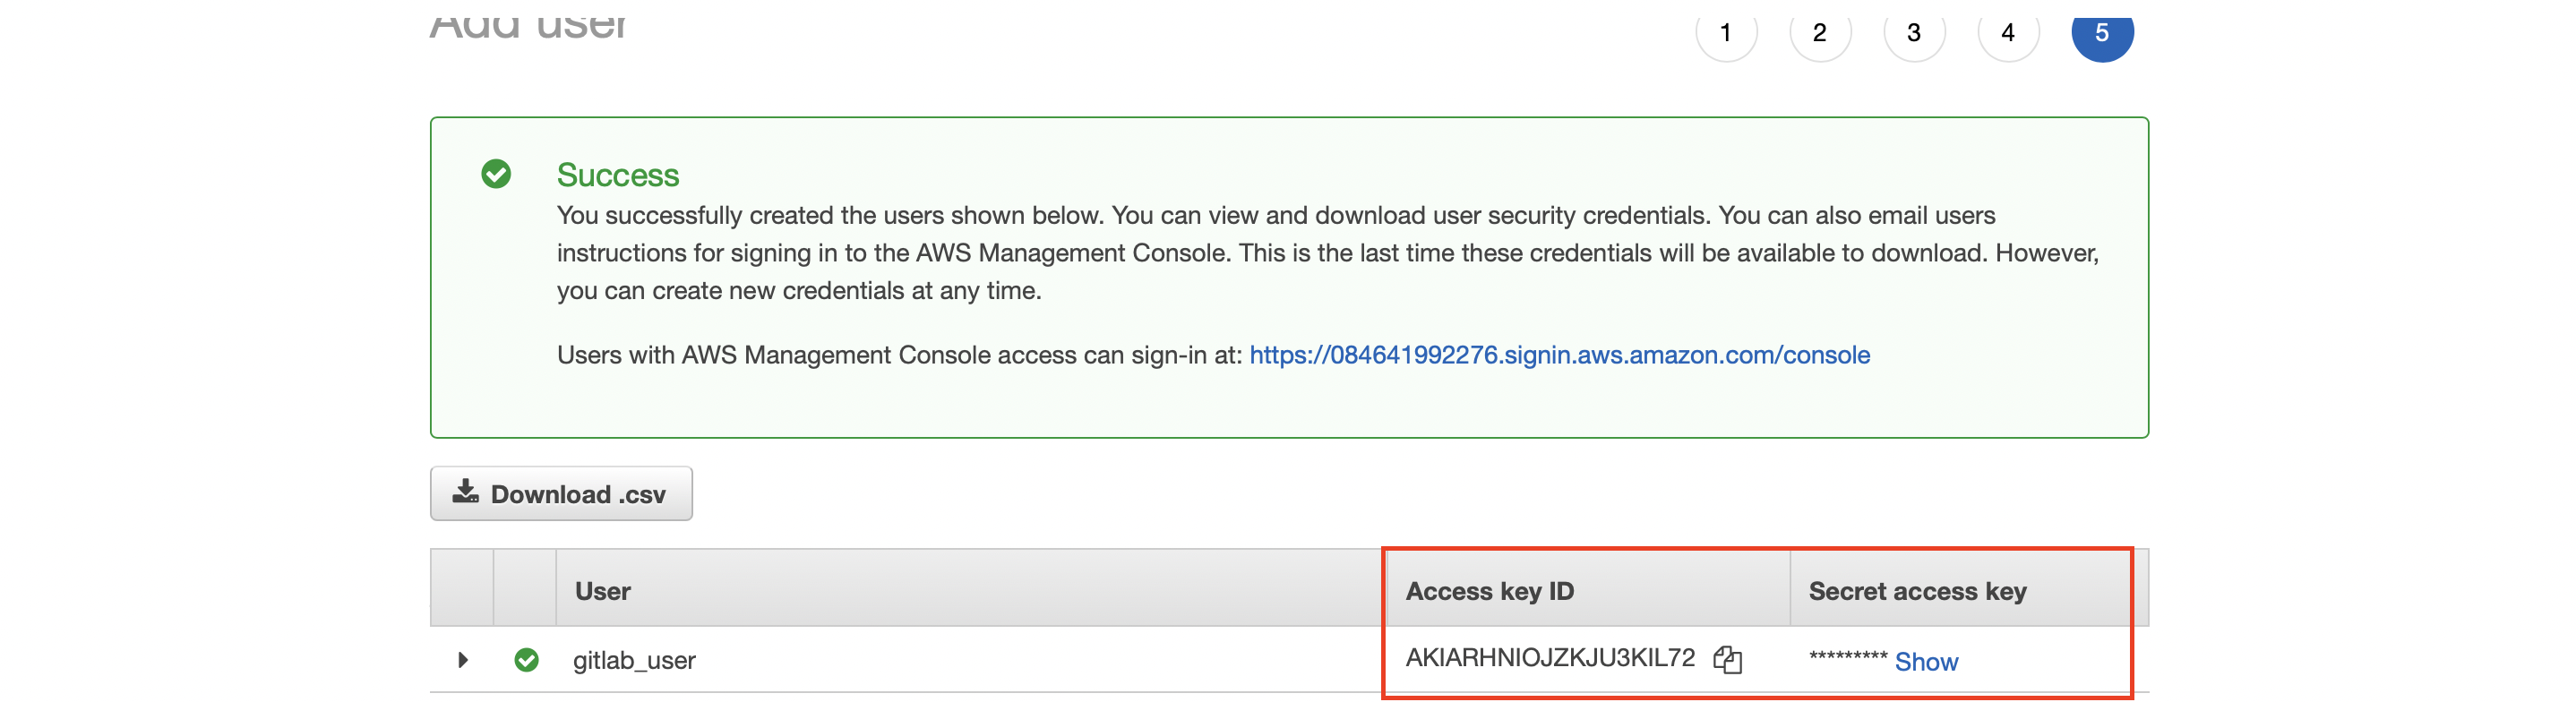 Add user
1 2 3 4 5
Success
You successfully created the users shown below. You can view and download user security credentials. You can also email users
instructions for signing in to the AWS Management Console. This is the last time these credentials will be available to download. However,
you can create new credentials at any time.
Users with AWS Management Console access can sign-in at: https://084641992276.signin.aws.amazon.com/console
Download .csv
User Access key ID Secret access key
gitlab_user AKIARHNIOJZKJU3KIL72 ********* Show